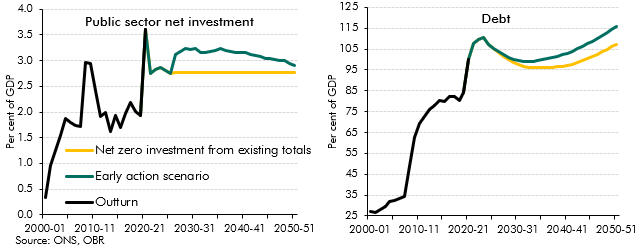 Public sector net investment
Per cent of GDP
4.0
3.5
3.0
2.5
2.0
1.5
1.0
0.5
0.0
Net zero investment from existing totals
Early action scenario
Outturn
2000-01 2010-11 2020-21 2030-31 2040-41 2050-51
Source: ONS, OBR
Debt
Per cent of GDP
125
115
105
95
85
75
65
55
45
35
25
2000-01 2010-11 2020-21 2030-31 2040-41 2050-51